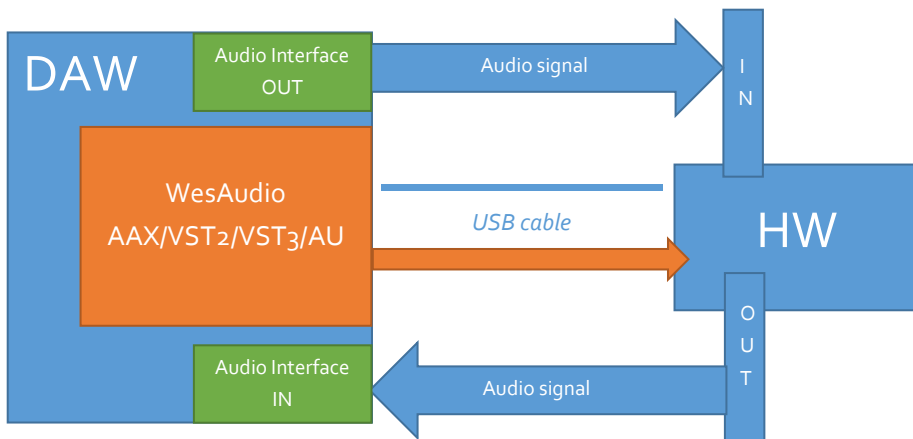 DAW
Audio Interface
OUT
Audio signal
I
N
WesAudio
AAX/VST2/VST3/AU
USB cable
HW
O
U
T
Audio Interface
IN
Audio signal